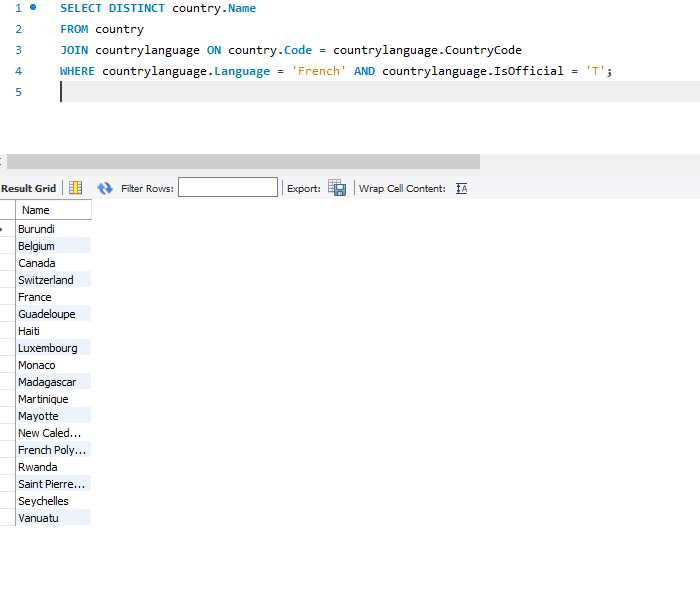 1 SELECT DISTINCT country.Name
2 FROM country
3 JOIN countrylanguage ON country.Code = countrylanguage.CountryCode
4 WHERE countrylanguage.Language = 'French' AND countrylanguage.IsOfficial = 'T';
5
Result Grid Filter Rows: Export: Wrap Cell Content: IA
Name
Burundi
Belgium
Canada
Switzerland
France
Guadeloupe
Haiti
Luxembourg
Monaco
Madagascar
Martinique
Mayotte
New Caled...
French Poly...
Rwanda
Saint Pierre...
Seychelles
Vanuatu